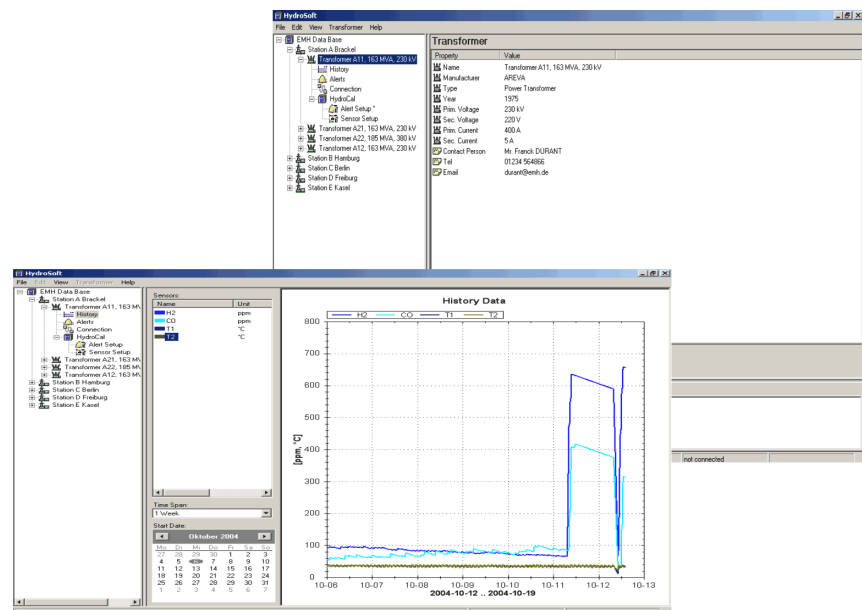 HydroSoft
File Edit View Transformer Help
EMH Data Base
Station A Brackel
Transformer A11, 163 MVA, 230 kV
History
Alerts
Connection
HydroCal
Alert Setup *
Sensor Setup
Transformer A21, 163 MVA, 230 kV
Transformer A22, 185 MVA, 380 kV
Transformer A12, 163 MVA, 230 kV
Station B Hamburg
Station C Berlin
Station D Freiburg
Station E Kasel
Transformer
Property Value
Name Transformer A11, 163 MVA, 230 kV
Manufacturer AREVA
Type Power Transformer
Year 1975
Prim. Voltage 230 kV
Sec. Voltage 220 V
Prim. Current 400 A
Sec. Current 5 A
Contact Person Mr. Franck DURANT
Tel 01234 564866
Email durant@emh.de
not connected
HydroSoft
File Edit View Transformer Help
EMH Data Base
Station A Brackel
Transformer A11, 163 M
History
Alerts
Connection
HydroCal
Alert Setup
Sensor Setup
Transformer A21, 163 M
Transformer A22, 185 M
Transformer A12, 163 M
Station B Hamburg
Station C Berlin
Station D Freiburg
Station E Kasel
Sensors:
Name Unit
H2 ppm
CO ppm
T1 °C
T2 °C
Time Span:
1 Week
Start Date:
Oktober 2004
Mo Di Mi Do Fr Sa So
27 28 29 30 1 2 3
4 5 6 7 8 9 10
11 12 13 14 15 16 17
18 19 20 21 22 23 24
25 26 27 28 29 30 31
1 2 3 4 5 6 7
History Data
H2 CO T1 T2
800
700
600
500
400
300
200
100
0
[ppm, °C]
10-06 10-07 10-08 10-09 10-10 10-11 10-12 10-13
2004-10-12 .. 2004-10-19